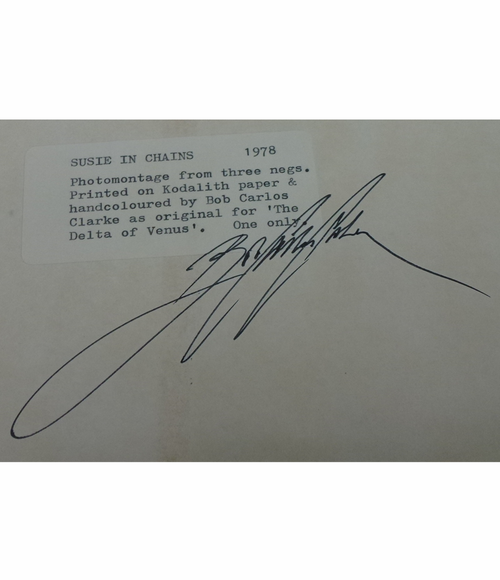 SUSIE IN CHAINS 1978
Photomontage from three negs.
Printed on Kodalith paper &
handcoloured by Bob Carlos
Clarke as original for 'The
Delta of Venus'. One only.